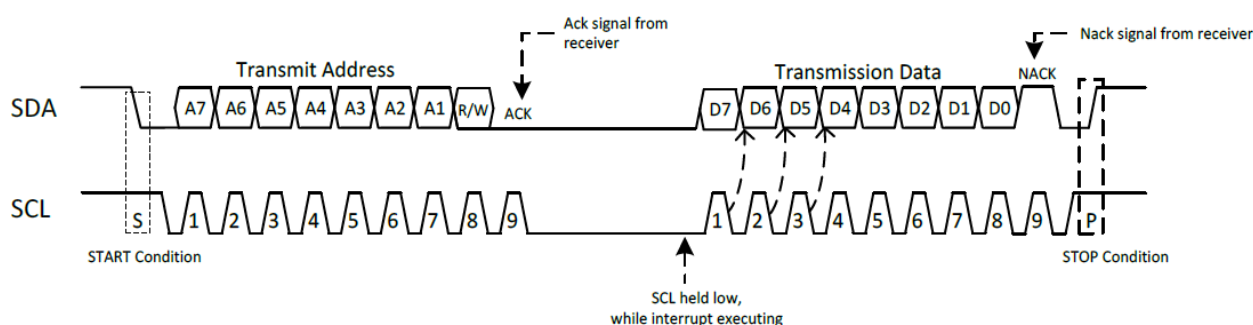 Ack signal from
receiver
Nack signal from receiver
Transmit Address
Transmission Data
NACK
SDA
A7 A6 A5 A4 A3 A2 A1 R/W ACK
D7 D6 D5 D4 D3 D2 D1 D0
SCL
S 1 2 3 4 5 6 7 8 9
1 2 3 4 5 6 7 8 9 P
START Condition
STOP Condition
SCL held low,
while interrupt executing